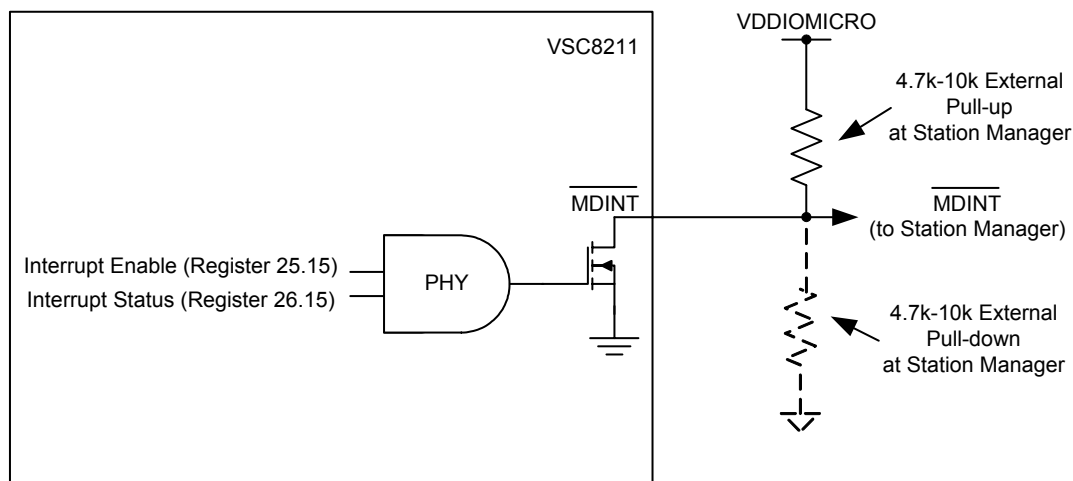 VSC8211
VDDIOMICRO
4.7k-10k External
Pull-up
at Station Manager
MDINT
MDINT
(to Station Manager)
Interrupt Enable (Register 25.15)
Interrupt Status (Register 26.15)
PHY
4.7k-10k External
Pull-down
at Station Manager